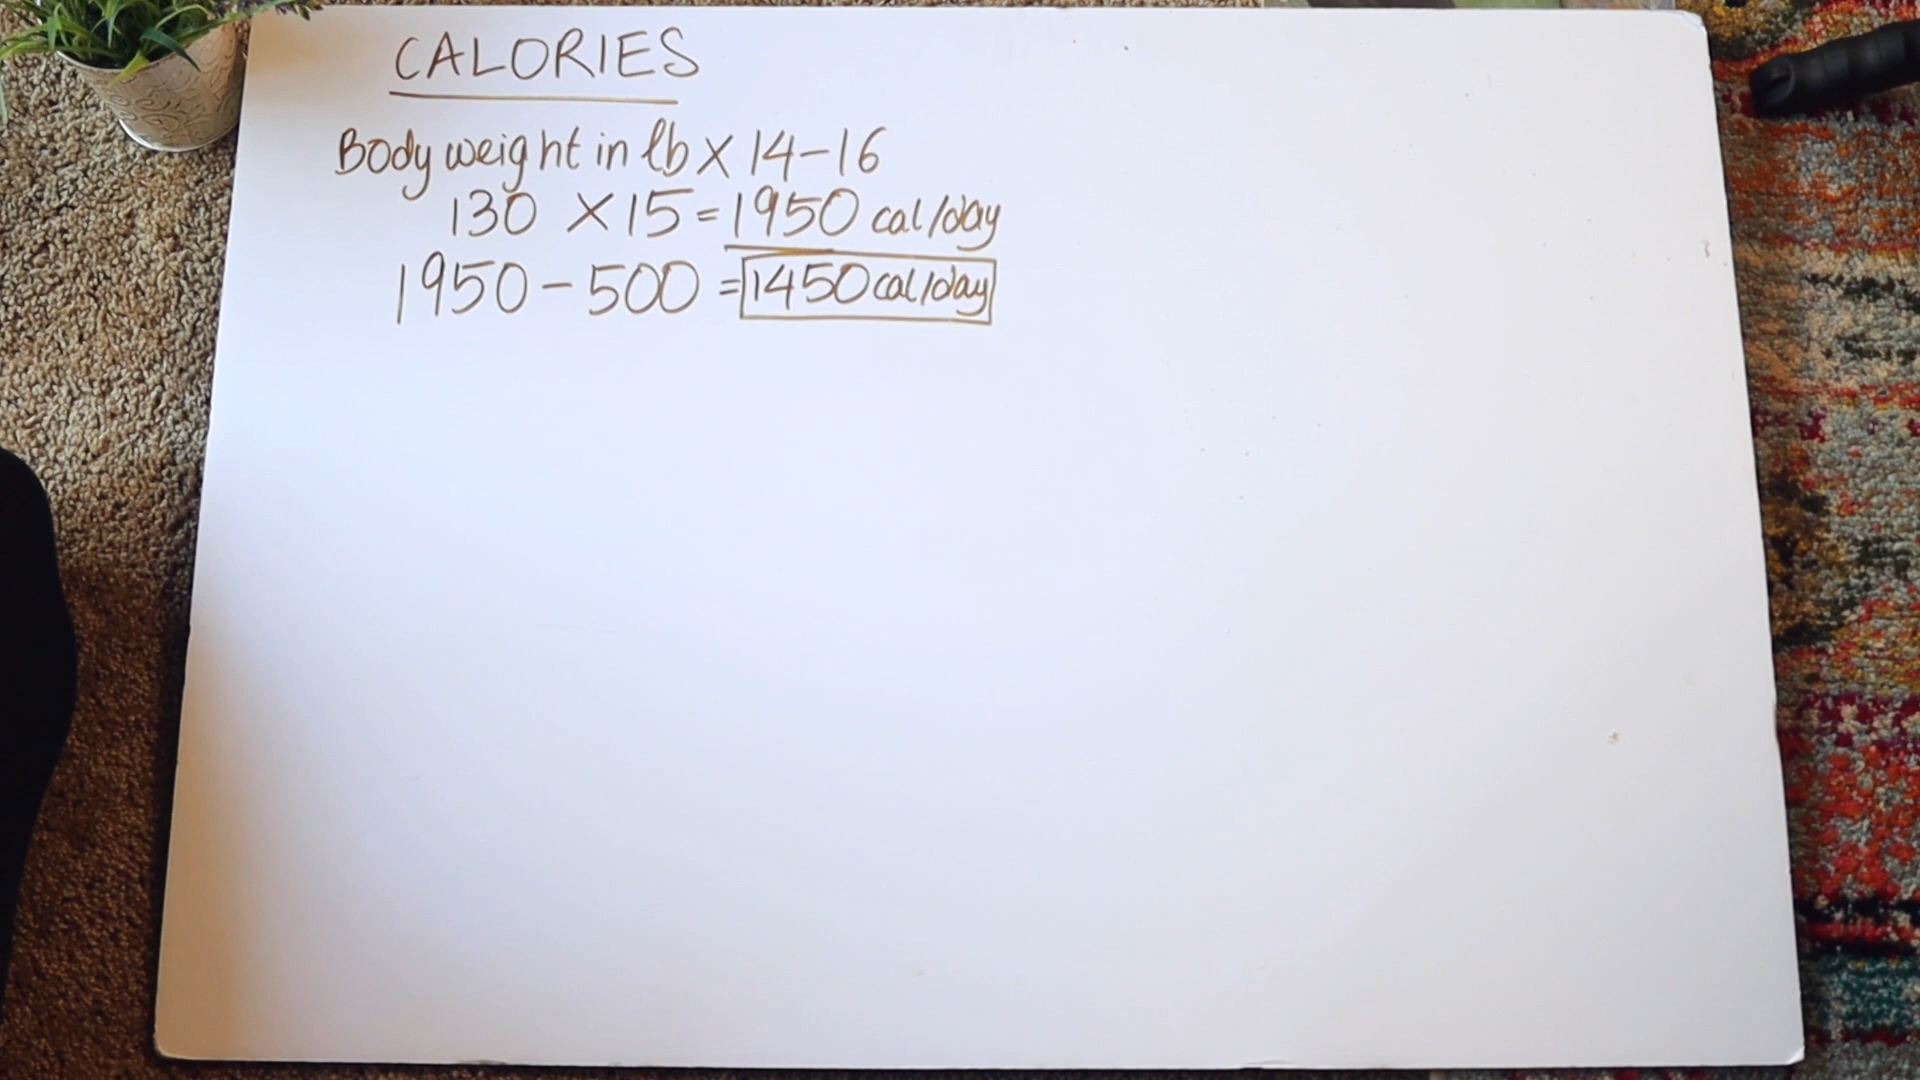 CALORIES
Body weight in lb X 14-16
130 X 15 = 1950 cal/day
1950 - 500 = 1450 cal/day